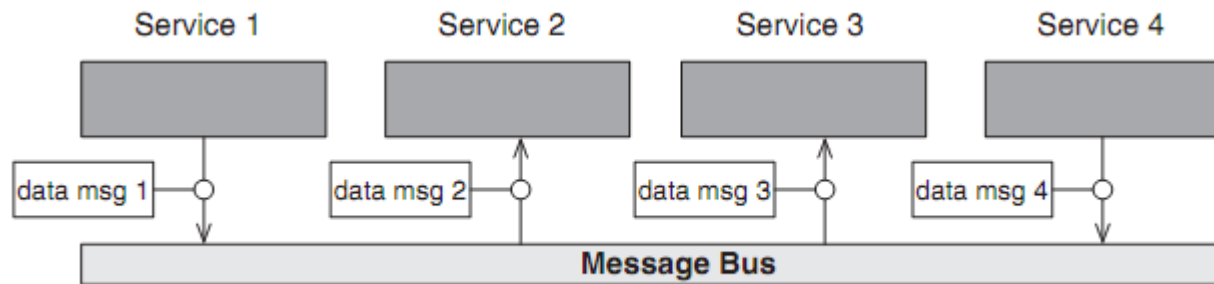 Service 1
Service 2
Service 3
Service 4
data msg 1
data msg 2
data msg 3
data msg 4
Message Bus